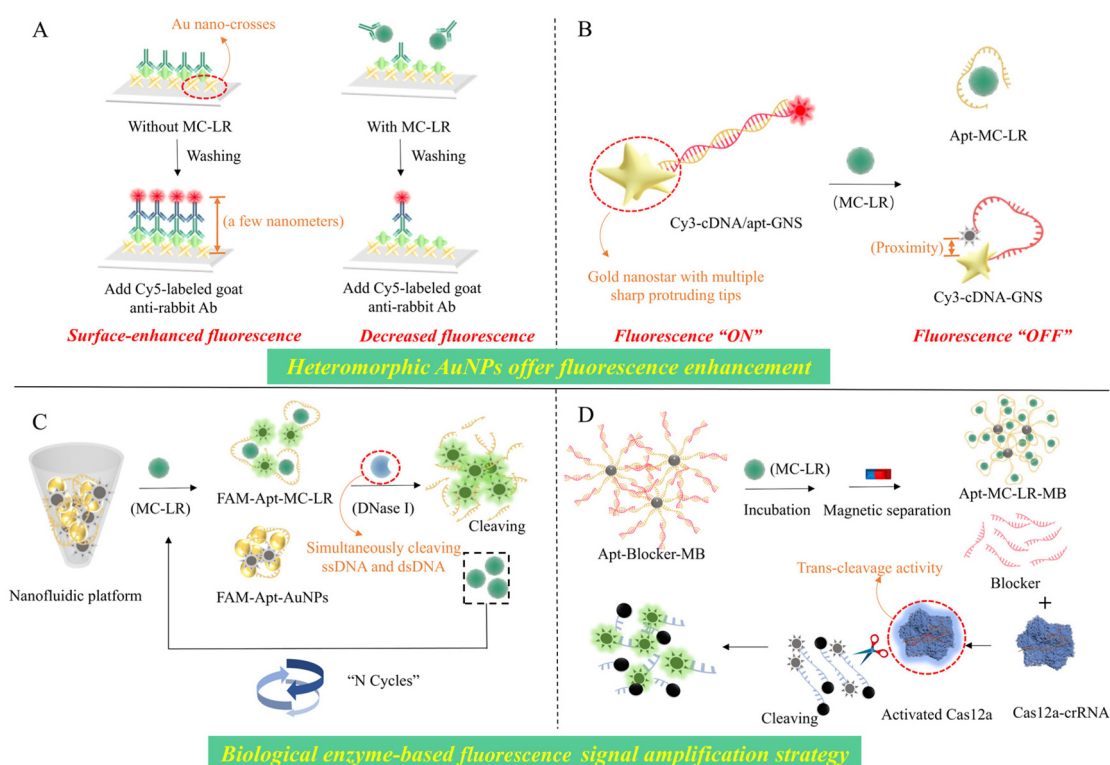 A
Au nano-crosses
Without MC-LR
With MC-LR
Washing
Washing
(a few nanometers)
Add Cy5-labeled goat
anti-rabbit Ab
Add Cy5-labeled goat
anti-rabbit Ab
Surface-enhanced fluorescence
Decreased fluorescence
B
Apt-MC-LR
(MC-LR)
Cy3-cDNA/apt-GNS
(Proximity)
Gold nanostar with multiple
sharp protruding tips
Cy3-cDNA-GNS
Fluorescence “ON”
Fluorescence “OFF”
Heteromorphic AuNPs offer fluorescence enhancement
C
(MC-LR)
FAM-Apt-MC-LR
(DNase I)
Cleaving
Simultaneously cleaving
ssDNA and dsDNA
Nanofluidic platform
FAM-Apt-AuNPs
“N Cycles”
D
(MC-LR)
Incubation
Magnetic separation
Apt-MC-LR-MB
Apt-Blocker-MB
Trans-cleavage activity
Blocker
+
Cleaving
Activated Cas12a
Cas12a-crRNA
Biological enzyme-based fluorescence signal amplification strategy